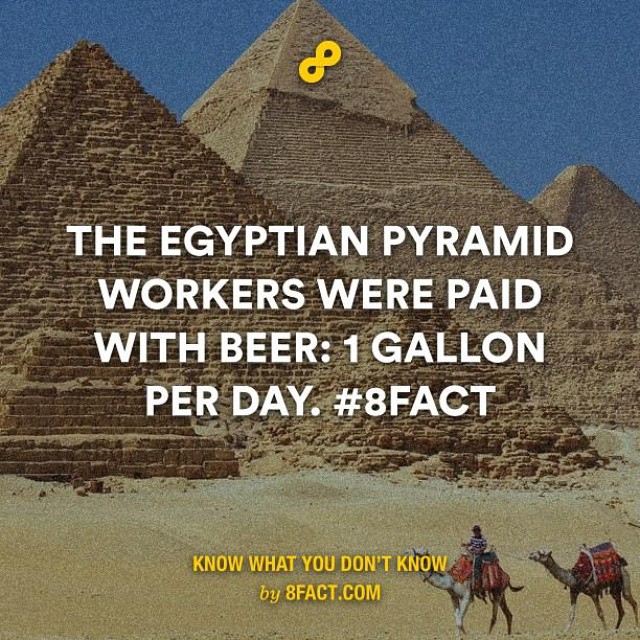 THE EGYPTIAN PYRAMID
WORKERS WERE PAID
WITH BEER: 1 GALLON
PER DAY. #8FACT
KNOW WHAT YOU DON'T KNOW
by 8FACT.COM